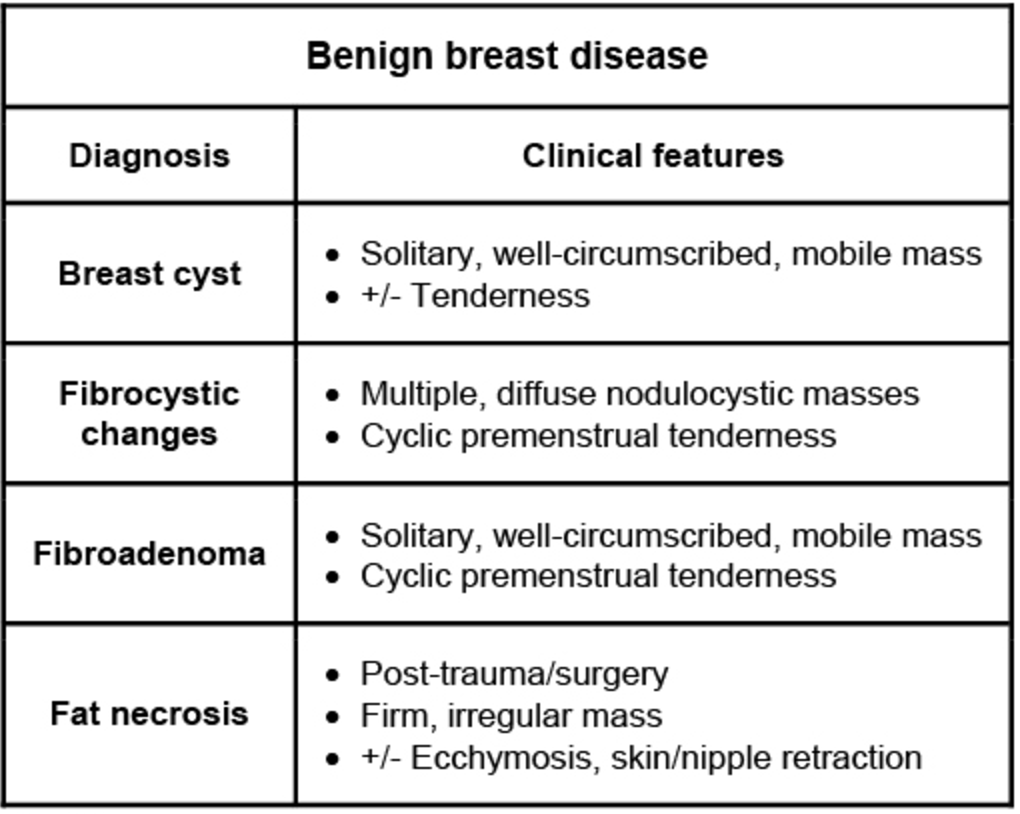 Benign breast disease
Diagnosis
Clinical features
Breast cyst
• Solitary, well-circumscribed, mobile mass
• +/- Tenderness
Fibrocystic
changes
• Multiple, diffuse nodulocystic masses
• Cyclic premenstrual tenderness
Fibroadenoma
• Solitary, well-circumscribed, mobile mass
• Cyclic premenstrual tenderness
Fat necrosis
• Post-trauma/surgery
• Firm, irregular mass
• +/- Ecchymosis, skin/nipple retraction